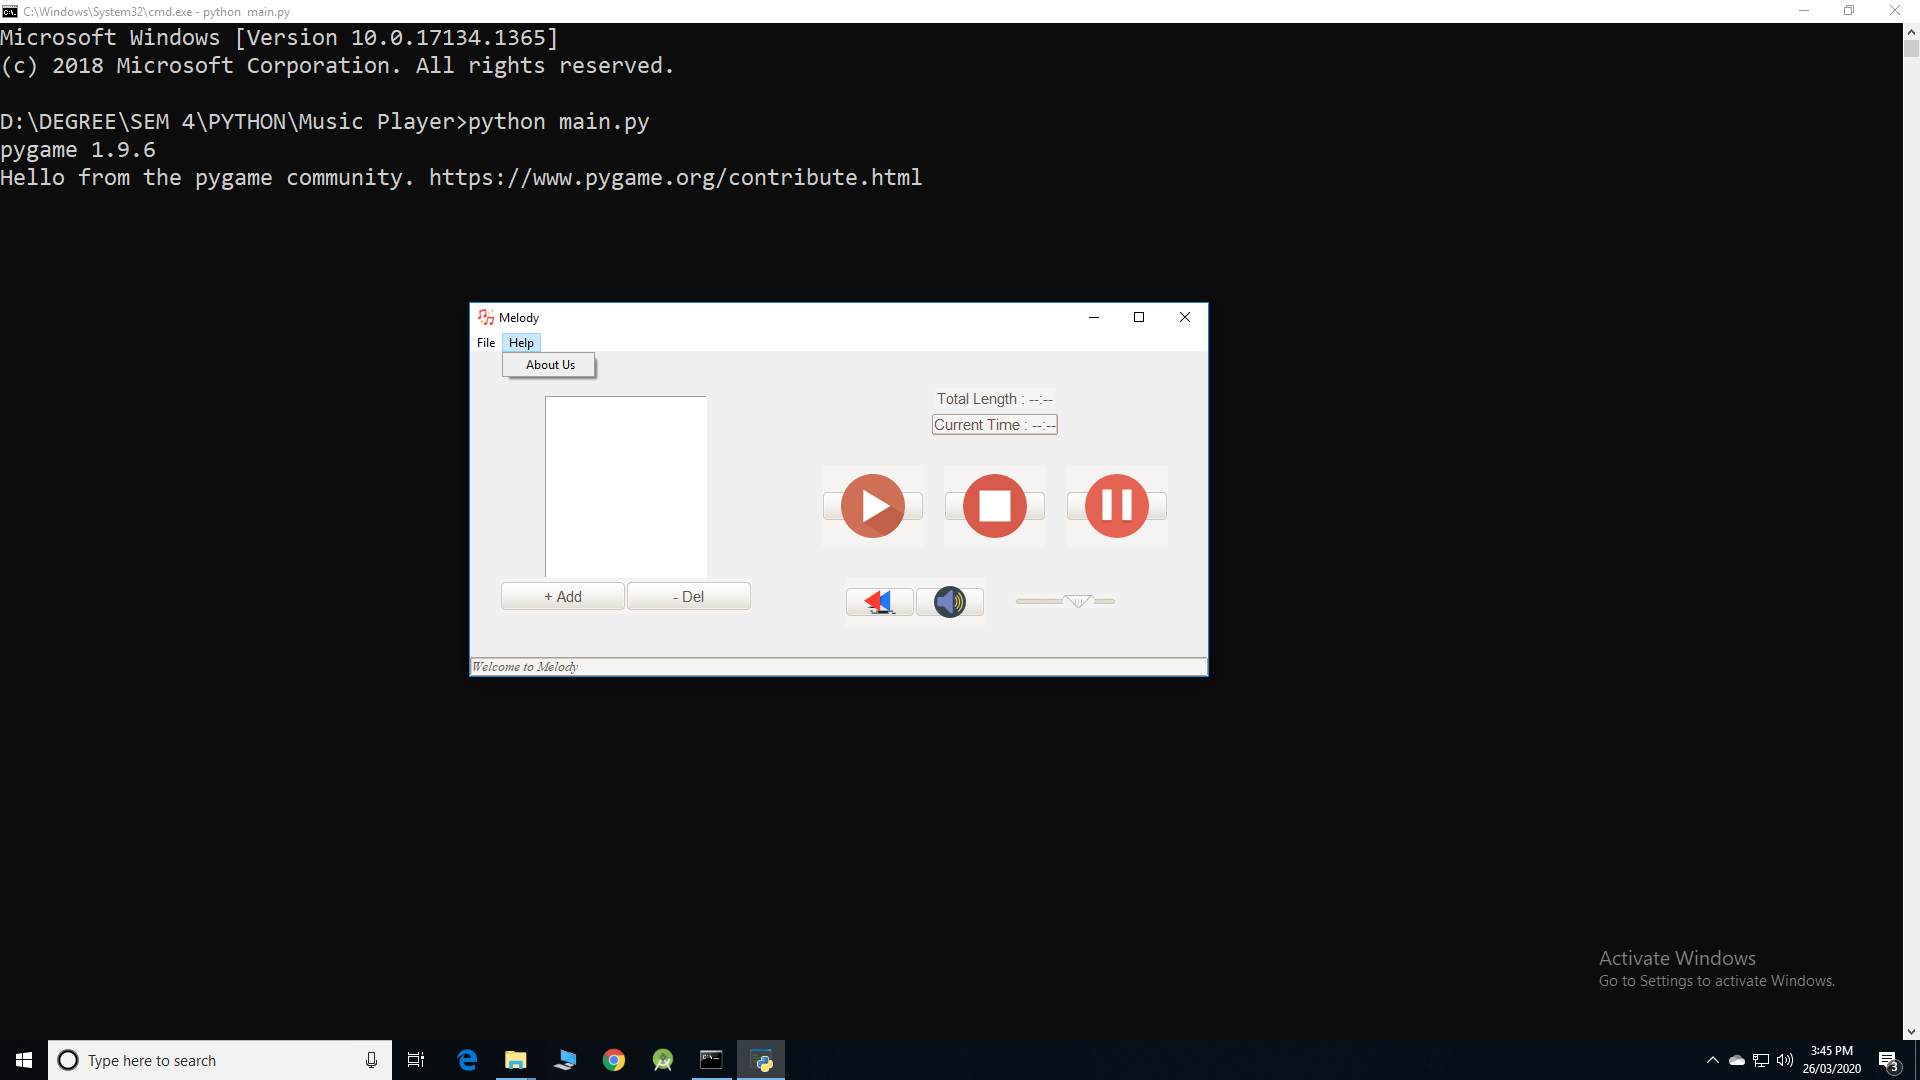 C:\Windows\System32\cmd.exe - python  main.py
Microsoft Windows [Version 10.0.17134.1365]
(c) 2018 Microsoft Corporation. All rights reserved.
D:\DEGREE\SEM 4\PYTHON\Music Player>python main.py
pygame 1.9.6
Hello from the pygame community. https://www.pygame.org/contribute.html
Melody
File Help
About Us
Total Length : --:--
Current Time : --:--
+ Add - Del
Welcome to Melody
Activate Windows
Go to Settings to activate Windows.
Type here to search
3:45 PM
26/03/2020
3